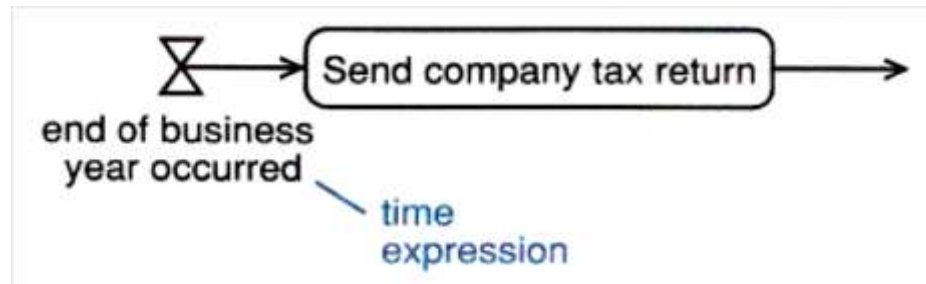 Send company tax return
end of business
year occurred
time
expression